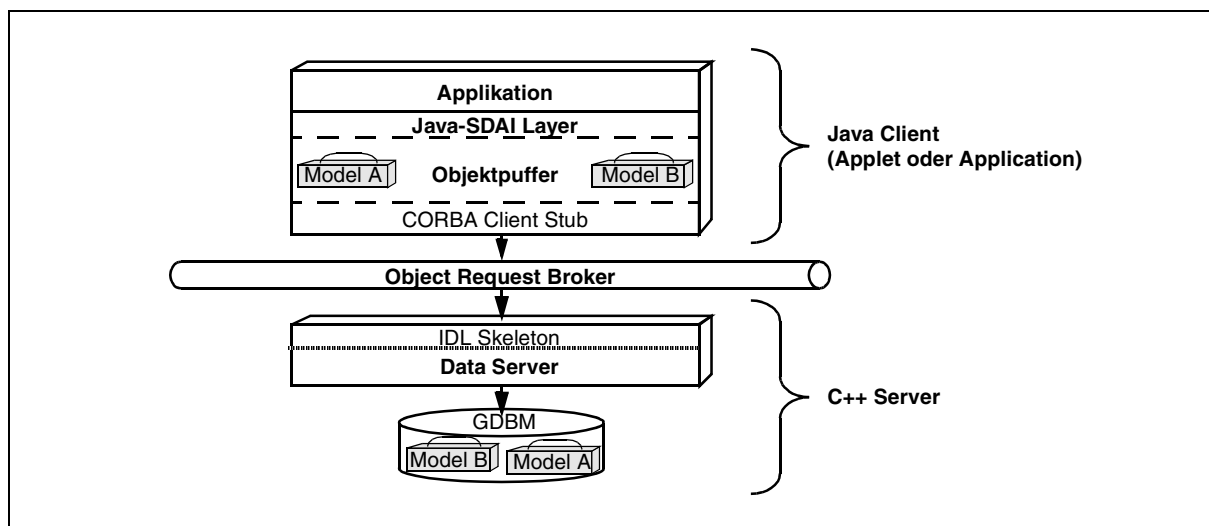 Applikation
Java-SDAI Layer
Model A
Objektpuffer
Model B
CORBA Client Stub
Java Client
(Applet oder Application)
Object Request Broker
IDL Skeleton
Data Server
GDBM
Model B
Model A
C++ Server